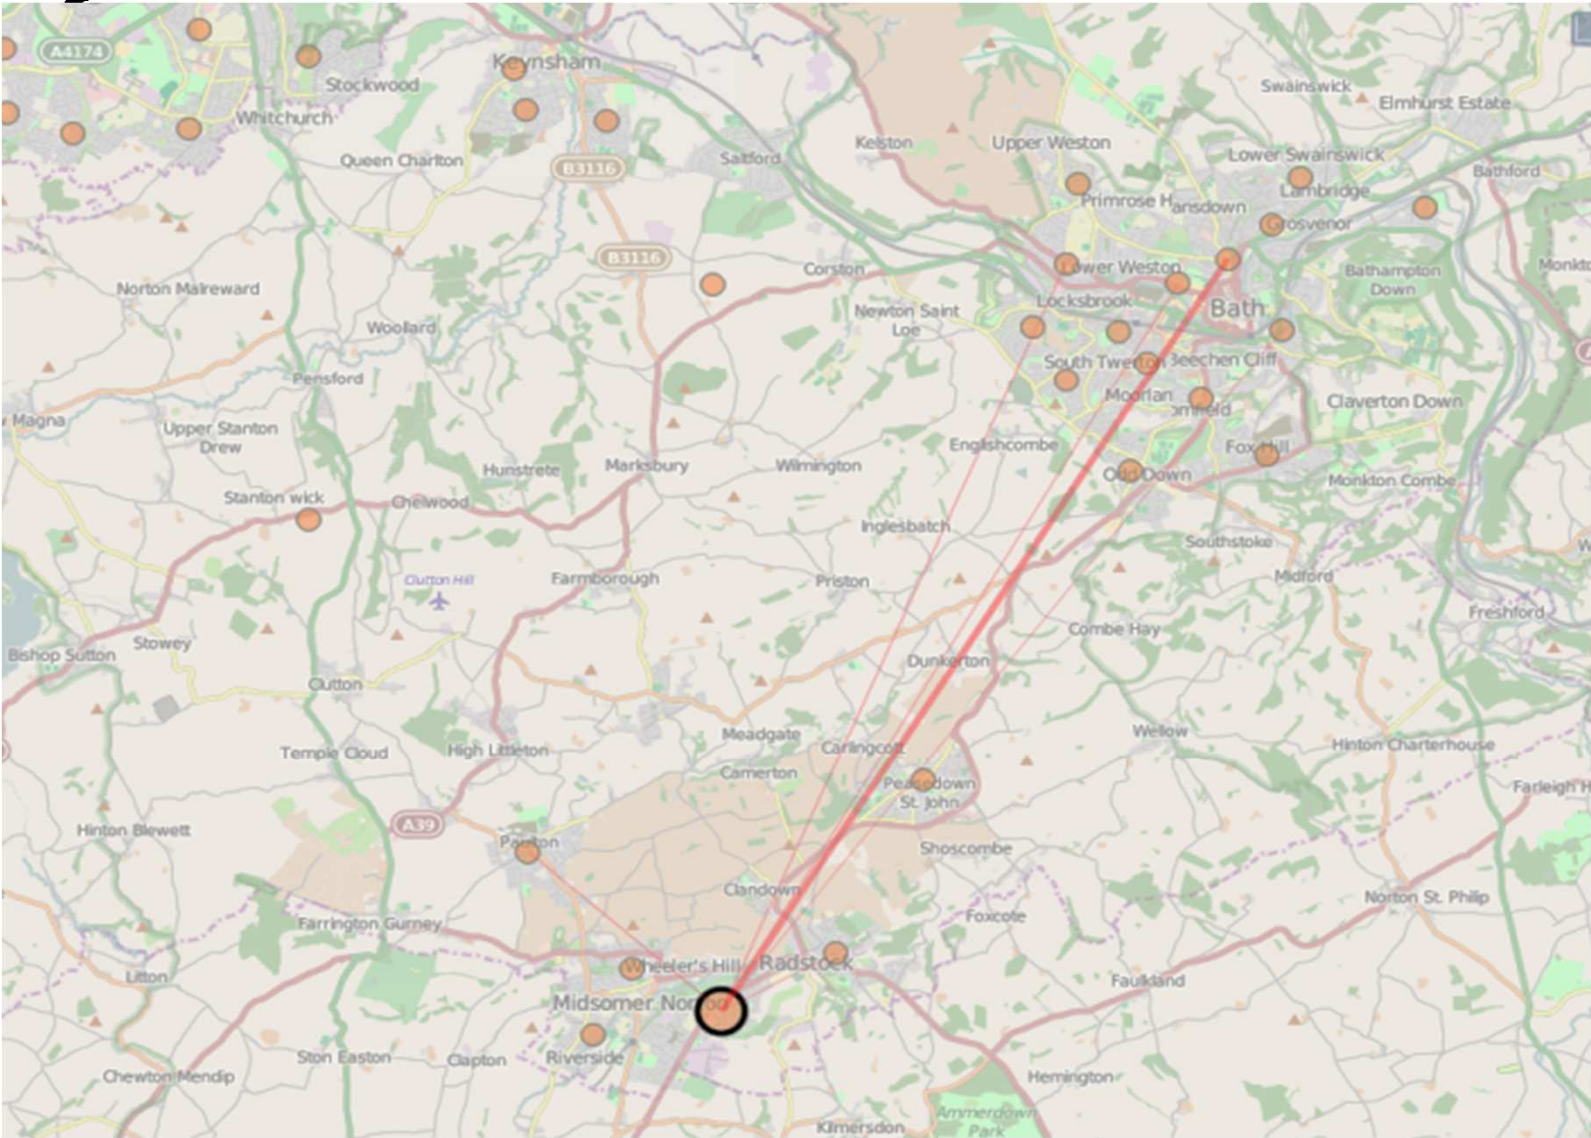 A4174
Keynsham
Stockwood
Swainswick
Elmhurst Estate
Whitchurch
Kelston
Upper Weston
Queen Charlton
Saltford
B3116
Lower Swainswick
Bathford
Lambridge
Primrose H
ansdown
Grosvenor
B3116
Corston
Lower Weston
Bathampton
Down
Norton Malreward
Locksbrook
Bath
Newton Saint
Loe
Woollard
South Twerton
Beechen Cliff
Pensford
Moorlan
omfield
Claverton Down
Magna
Upper Stanton
Drew
Englishcombe
Fox Hill
Hunstrete
Marksbury
Wilmington
Odd Down
Monkton Combe
Stanton wick
Chelwood
Inglesbatch
Southstoke
Clutton Hill
Farmborough
Priston
Midford
Freshford
Stowey
Combe Hay
Bishop Sutton
Dunkerton
Clutton
Meadgate
Wellow
Temple Cloud
High Littleton
Carlingcott
Hinton Charterhouse
Camerton
Peasedown
St. John
Farleigh H
A39
Hinton Blewett
Paulton
Shoscombe
Clandown
Norton St. Philip
Farrington Gurney
Foxcote
Litton
Wheeler's Hill
Radstock
Faulkland
Midsomer Norton
Ston Easton
Clapton
Riverside
Chewton Mendip
Hemington
Ammerdown
Park
Kilmersdon